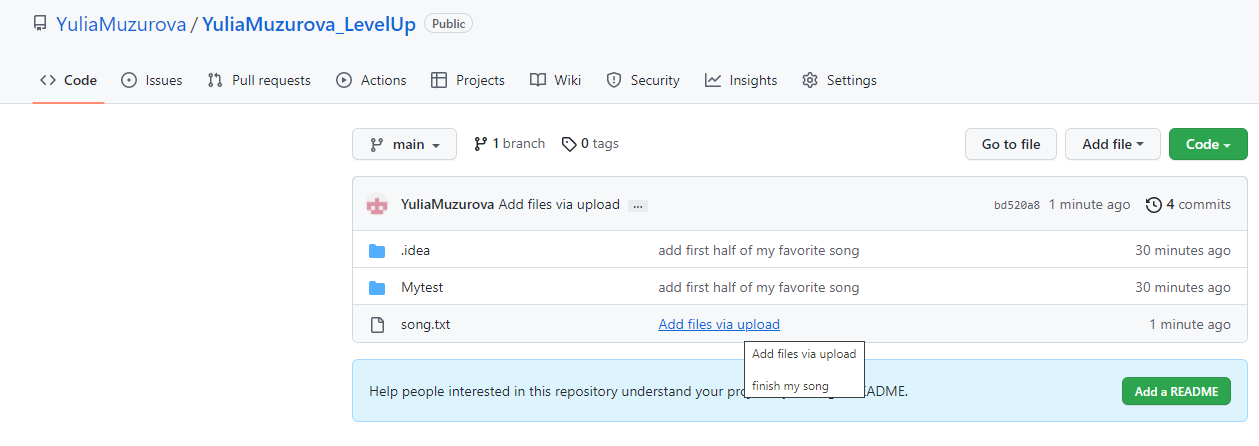 YuliaMuzurova / YuliaMuzurova_LevelUp Public
Code Issues Pull requests Actions Projects Wiki Security Insights Settings
main 1 branch 0 tags Go to file Add file Code
YuliaMuzurova Add files via upload ... bd520a8 1 minute ago 4 commits
.idea add first half of my favorite song 30 minutes ago
Mytest add first half of my favorite song 30 minutes ago
song.txt Add files via upload 1 minute ago
Add files via upload
finish my song
Help people interested in this repository understand your README. Add a README